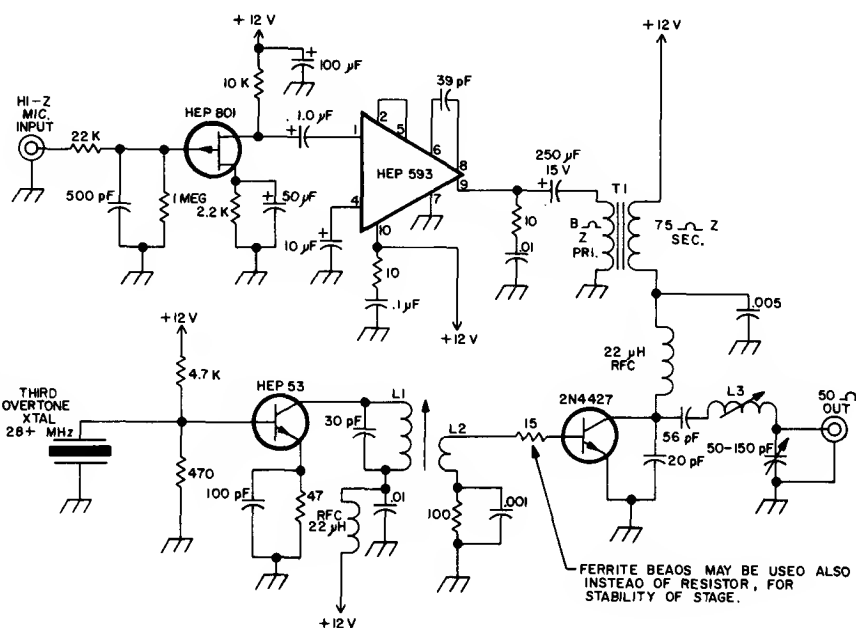 +12 V
+12 V
100 µF
10 K
39 pF
HI-Z
MIC.
INPUT
HEP 801
1.0 µF
2
5
22 K
1
6
250 µF
15 V
T1
HEP 593
8
9
500 pF
1 MEG
50 µF
4
7
8 Ω
Z
PRI.
75 Ω Z
SEC.
2.2 K
10
10 µF
10
.01
10
.1 µF
.005
+12 V
+12 V
22 µH
RFC
4.7 K
HEP 53
L1
THIRD
OVERTONE
XTAL
28+ MHz
2N4427
L3
50 Ω
OUT
L2
15
30 pF
56 pF
50-150 pF
20 pF
470
100 pF
47
.01
100
.001
RFC
22 µH
+12 V
FERRITE BEAOS MAY BE USEO ALSO
INSTEAO OF RESISTOR, FOR
STABILITY OF STAGE.